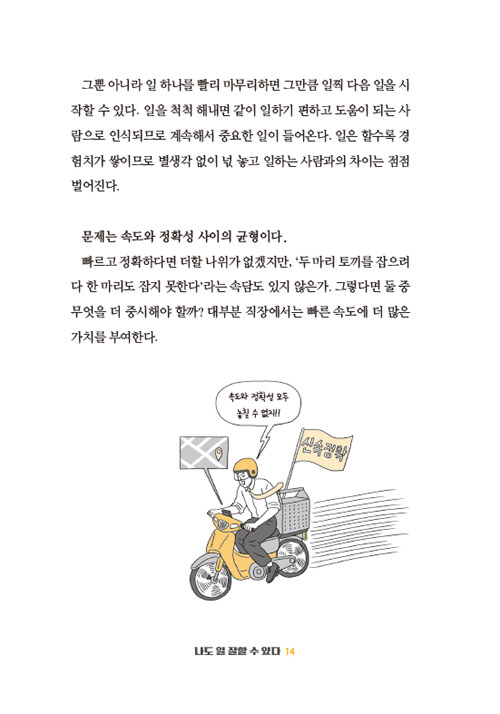 그뿐 아니라 일 하나를 빨리 마무리하면 그만큼 일찍 다음 일을 시
작할 수 있다. 일을 척척 해내면 같이 일하기 편하고 도움이 되는 사
람으로 인식되므로 계속해서 중요한 일이 들어온다. 일은 할수록 경
험치가 쌓이므로 별생각 없이 넋 놓고 일하는 사람과의 차이는 점점
벌어진다.
문제는 속도와 정확성 사이의 균형이다.
빠르고 정확하다면 더할 나위가 없겠지만, ‘두 마리 토끼를 잡으려
다 한 마리도 잡지 못한다’라는 속담도 있지 않은가. 그렇다면 둘 중
무엇을 더 중시해야 할까? 대부분 직장에서는 빠른 속도에 더 많은
가치를 부여한다.
속도와 정확성 모두
놓칠 수 없지!!
신속정확
나도 일 잘할 수 있다 14